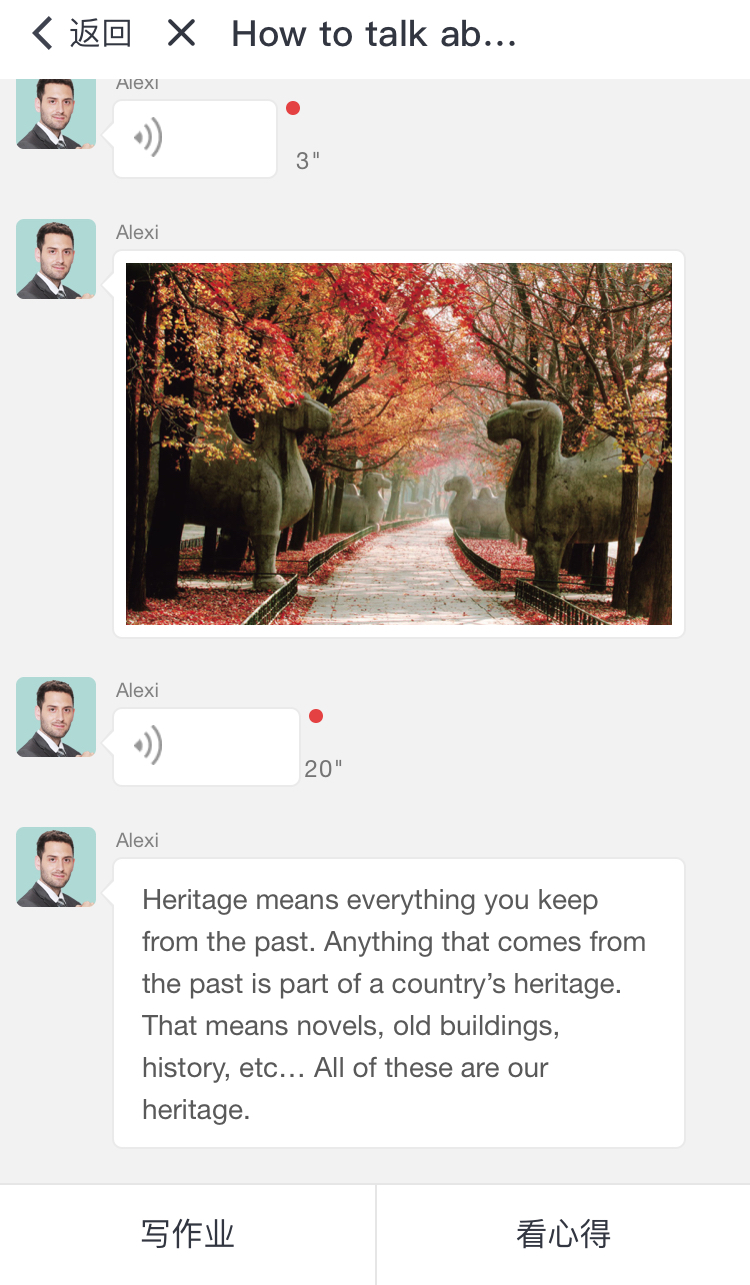 返回 How to talk ab...
Alexi
3"
Alexi
Alexi
20"
Alexi
Heritage means everything you keep
from the past. Anything that comes from
the past is part of a country’s heritage.
That means novels, old buildings,
history, etc… All of these are our
heritage.
写作业 看心得